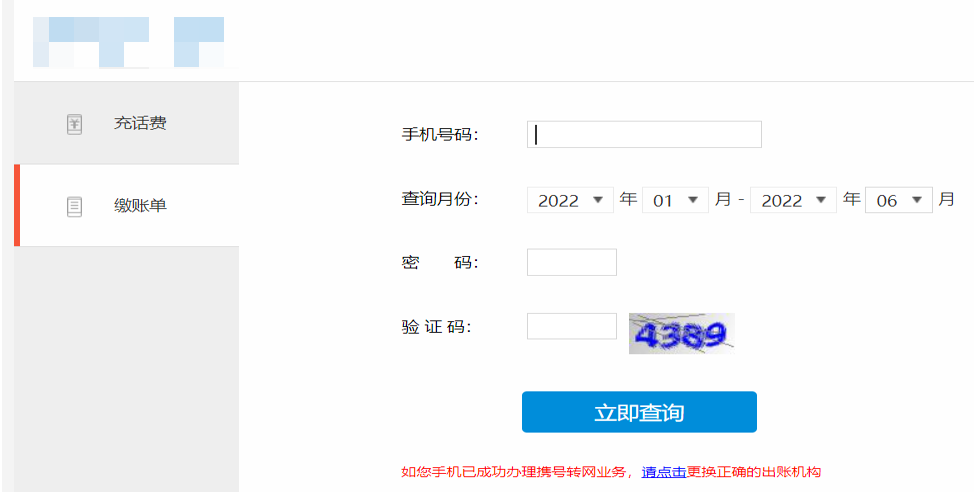 充话费
缴账单
手机号码：
查询月份： 2022 年 01 月 - 2022 年 06 月
密 码：
验 证 码： 4389
立即查询
如您手机已成功办理携号转网业务，请点击更换正确的出账机构